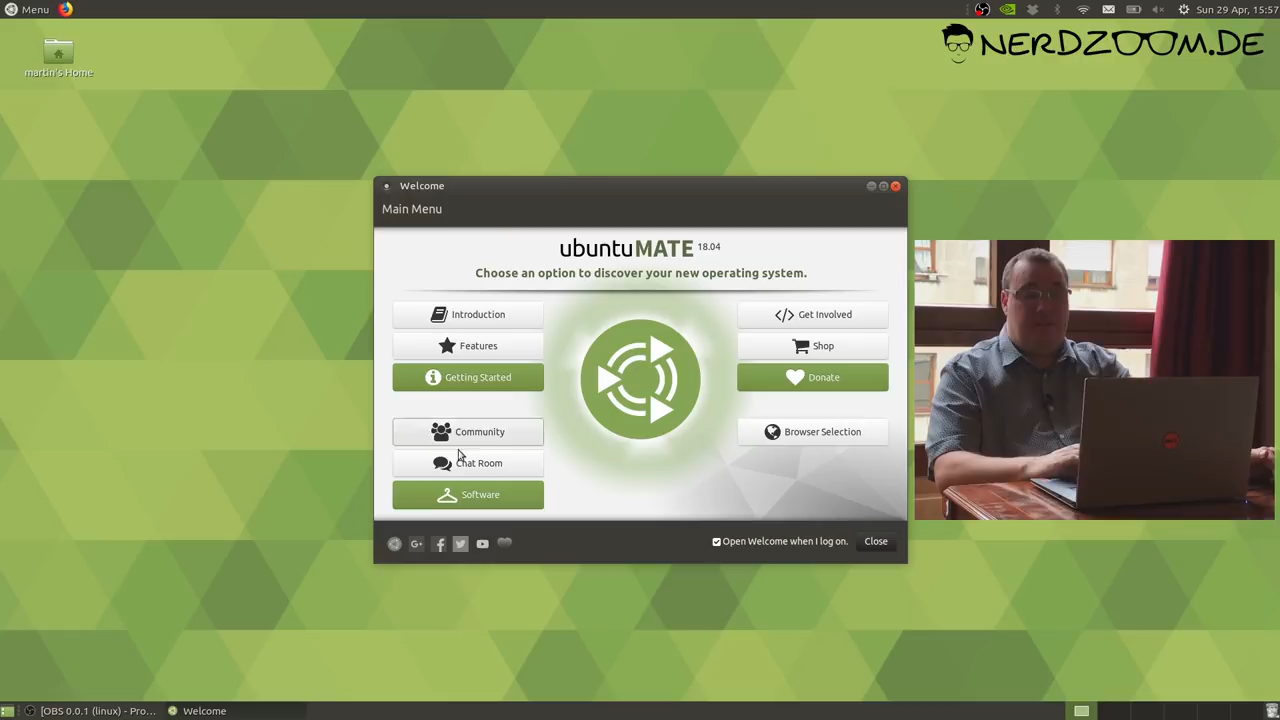 Menu
Sun 29 Apr, 15:57
NERDZOOM.DE
martin's Home
Welcome
Main Menu
ubuntuMATE 18.04
Choose an option to discover your new operating system.
Introduction
Get Involved
Features
Shop
Getting Started
Donate
Community
Browser Selection
Chat Room
Software
G+
Open Welcome when I log on.
Close
[OBS 0.0.1 (linux) - Pro...
Welcome